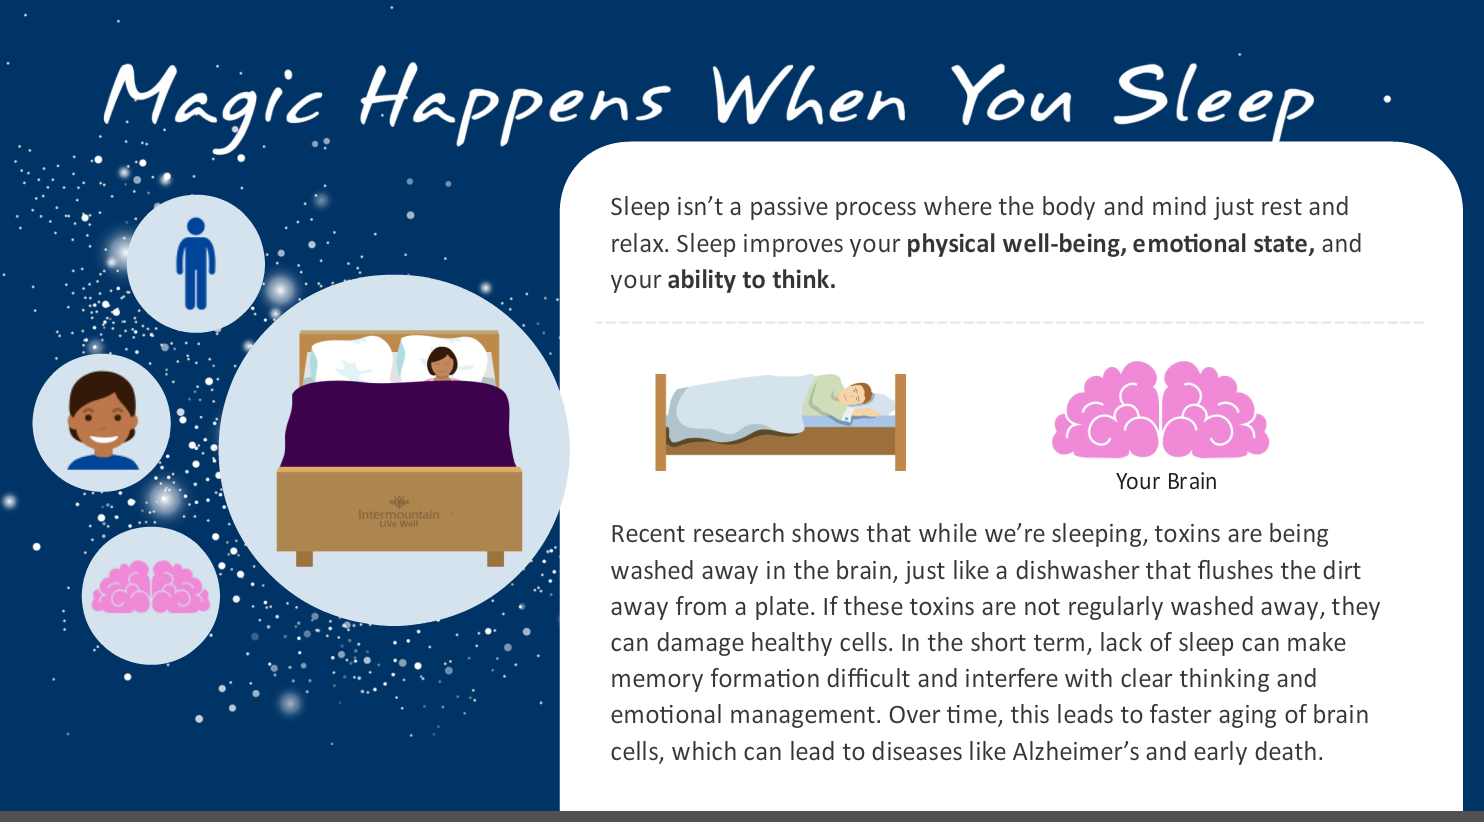 Magic Happens When You Sleep
Sleep isn’t a passive process where the body and mind just rest and
relax. Sleep improves your physical well-being, emotional state, and
your ability to think.
Intermountain
LiVe Well
Your Brain
Recent research shows that while we’re sleeping, toxins are being
washed away in the brain, just like a dishwasher that flushes the dirt
away from a plate. If these toxins are not regularly washed away, they
can damage healthy cells. In the short term, lack of sleep can make
memory formation difficult and interfere with clear thinking and
emotional management. Over time, this leads to faster aging of brain
cells, which can lead to diseases like Alzheimer’s and early death.